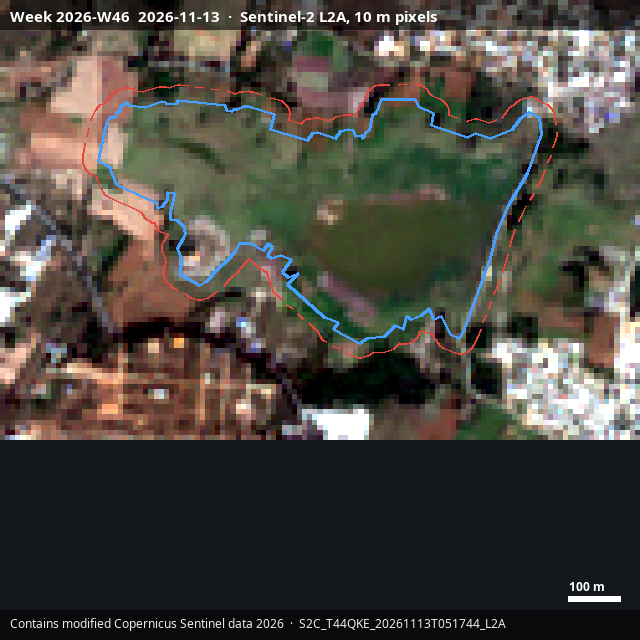 Week 2026-W46  2026-11-13  ·  Sentinel-2 L2A, 10 m pixels
100 m
Contains modified Copernicus Sentinel data 2026  ·  S2C_T44QKE_20261113T051744_L2A